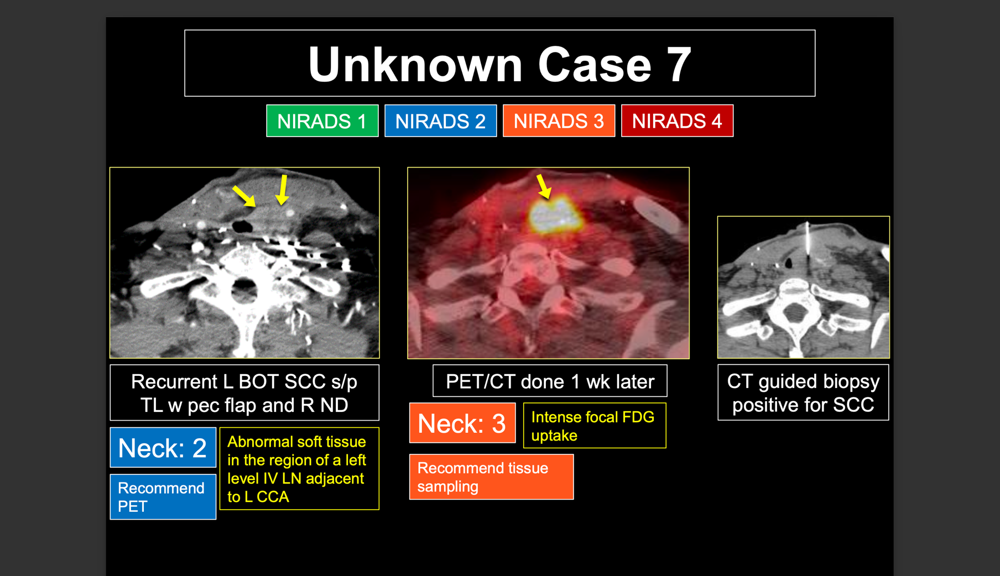 Unknown Case 7
NIRADS 1
NIRADS 2
NIRADS 3
NIRADS 4
Recurrent L BOT SCC s/p
TL w pec flap and R ND
Neck: 2
Recommend
PET
Abnormal soft tissue
in the region of a left
level IV LN adjacent
to L CCA
PET/CT done 1 wk later
Neck: 3
Intense focal FDG
uptake
Recommend tissue
sampling
CT guided biopsy
positive for SCC